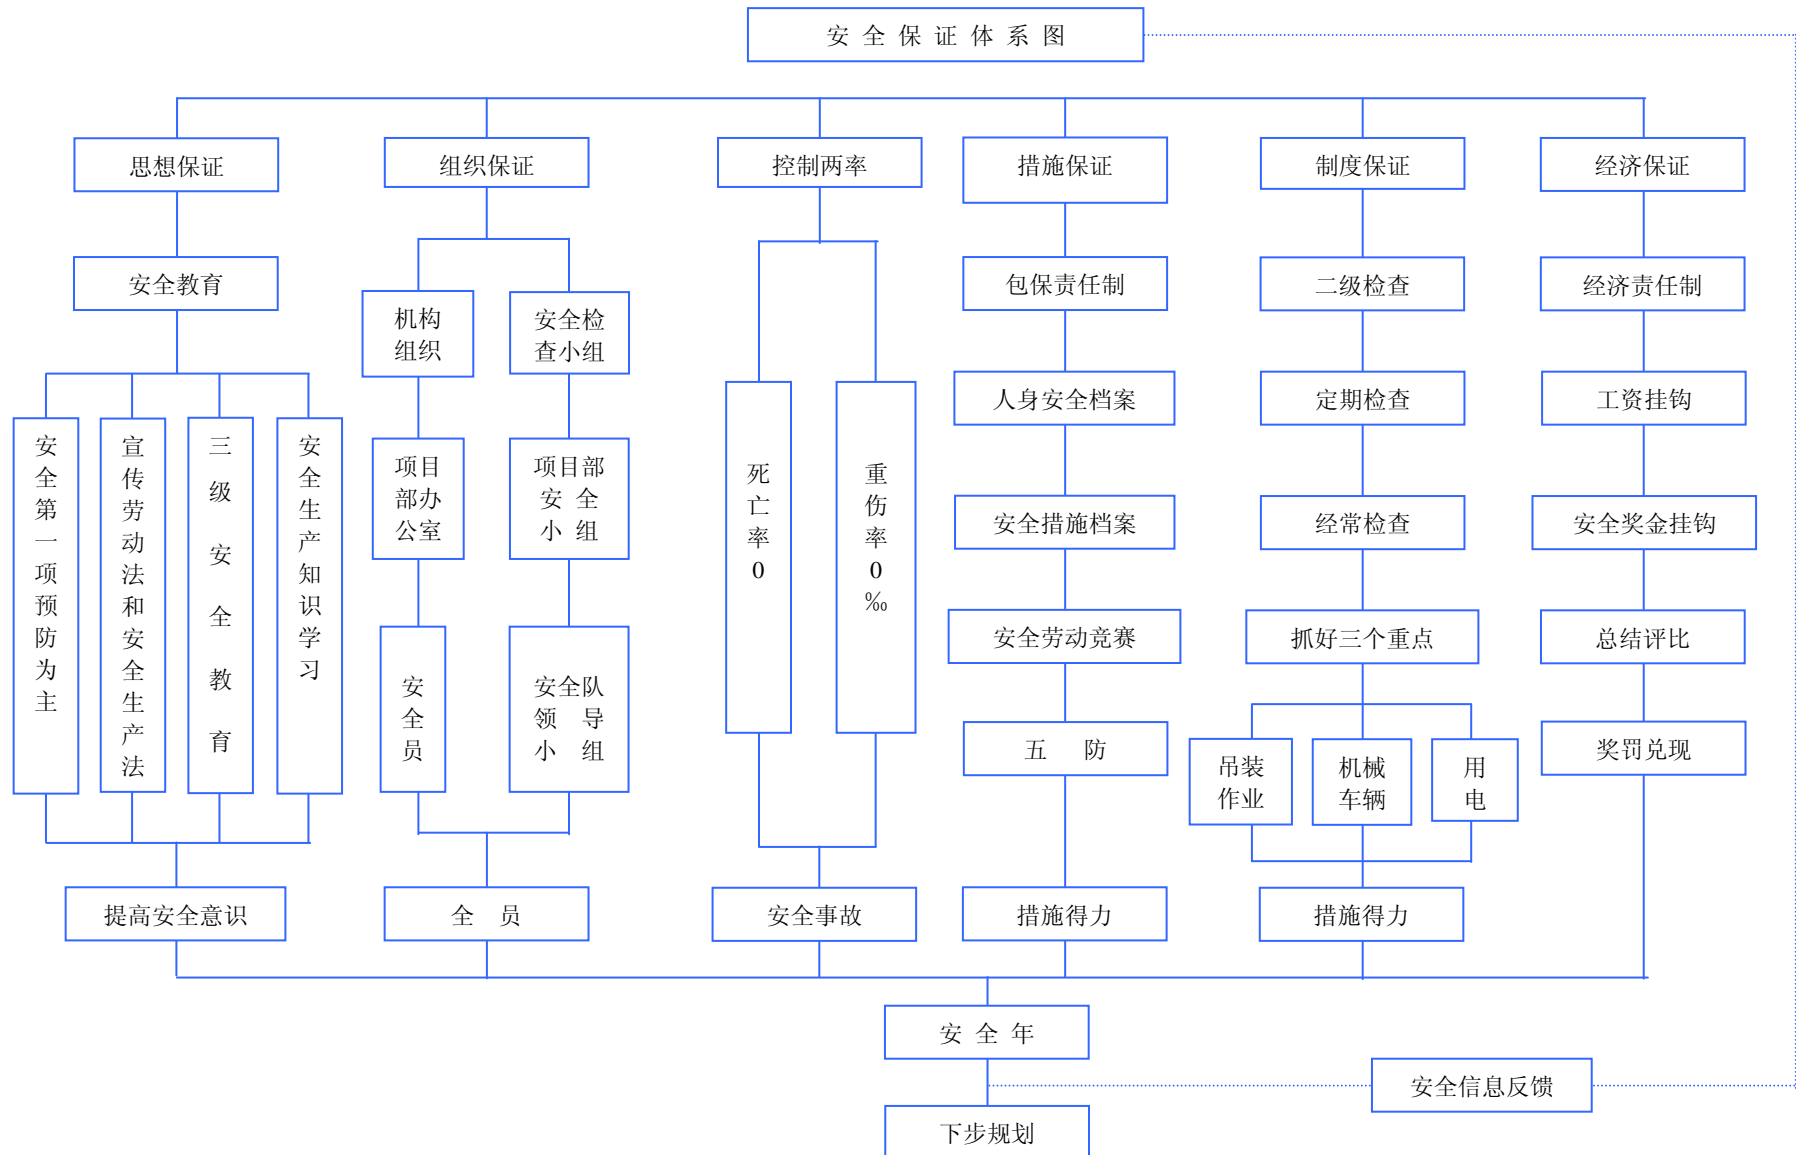 安全保证体系图
思想保证
组织保证
控制两率
措施保证
制度保证
经济保证
安全教育
机构
组织
安全检
查小组
包保责任制
二级检查
经济责任制
人身安全档案
定期检查
工资挂钩
安全第一项预防为主
宣传劳动法和安全生产法
三级安全教育
安全生产知识学习
项目
部办
公室
项目部
安全
小组
死亡率0
重伤率0‰
安全措施档案
经常检查
安全奖金挂钩
安全员
安全队
领导
小组
安全劳动竞赛
抓好三个重点
总结评比
五防
吊装
作业
机械
车辆
用
电
奖罚兑现
提高安全意识
全员
安全事故
措施得力
措施得力
安全年
安全信息反馈
下步规划